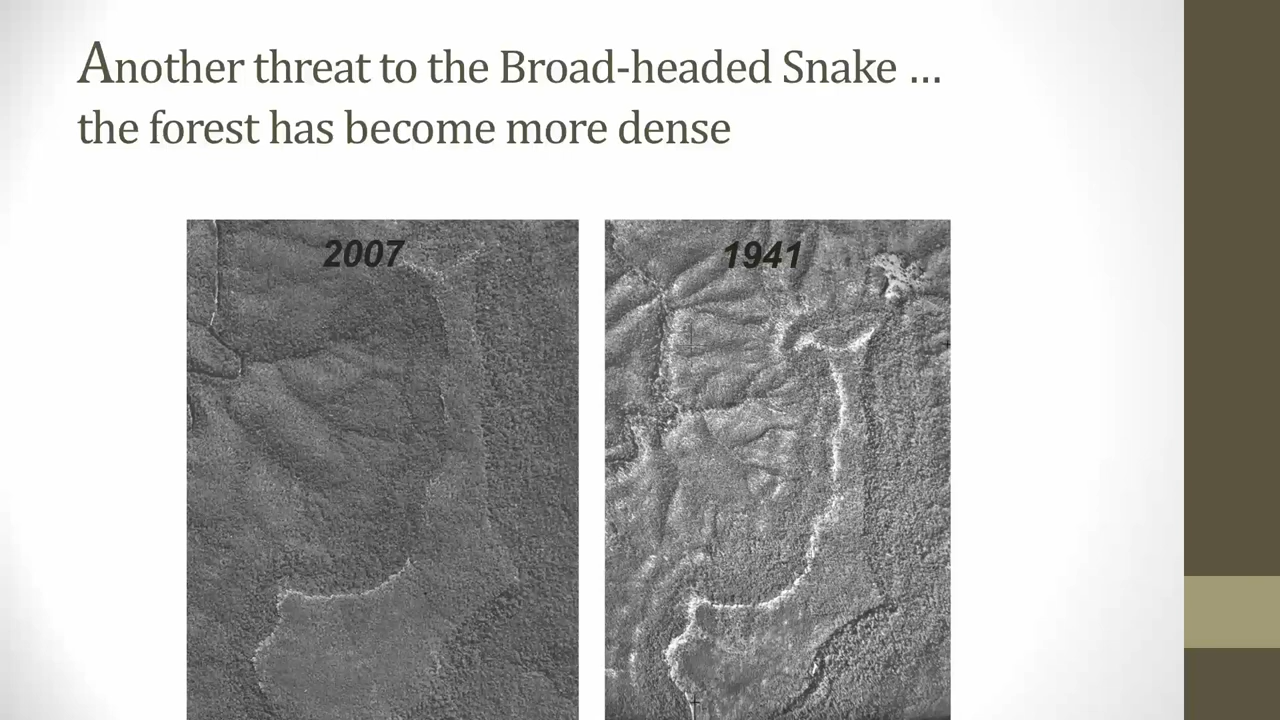 Another threat to the Broad-headed Snake ...
the forest has become more dense
2007
1941